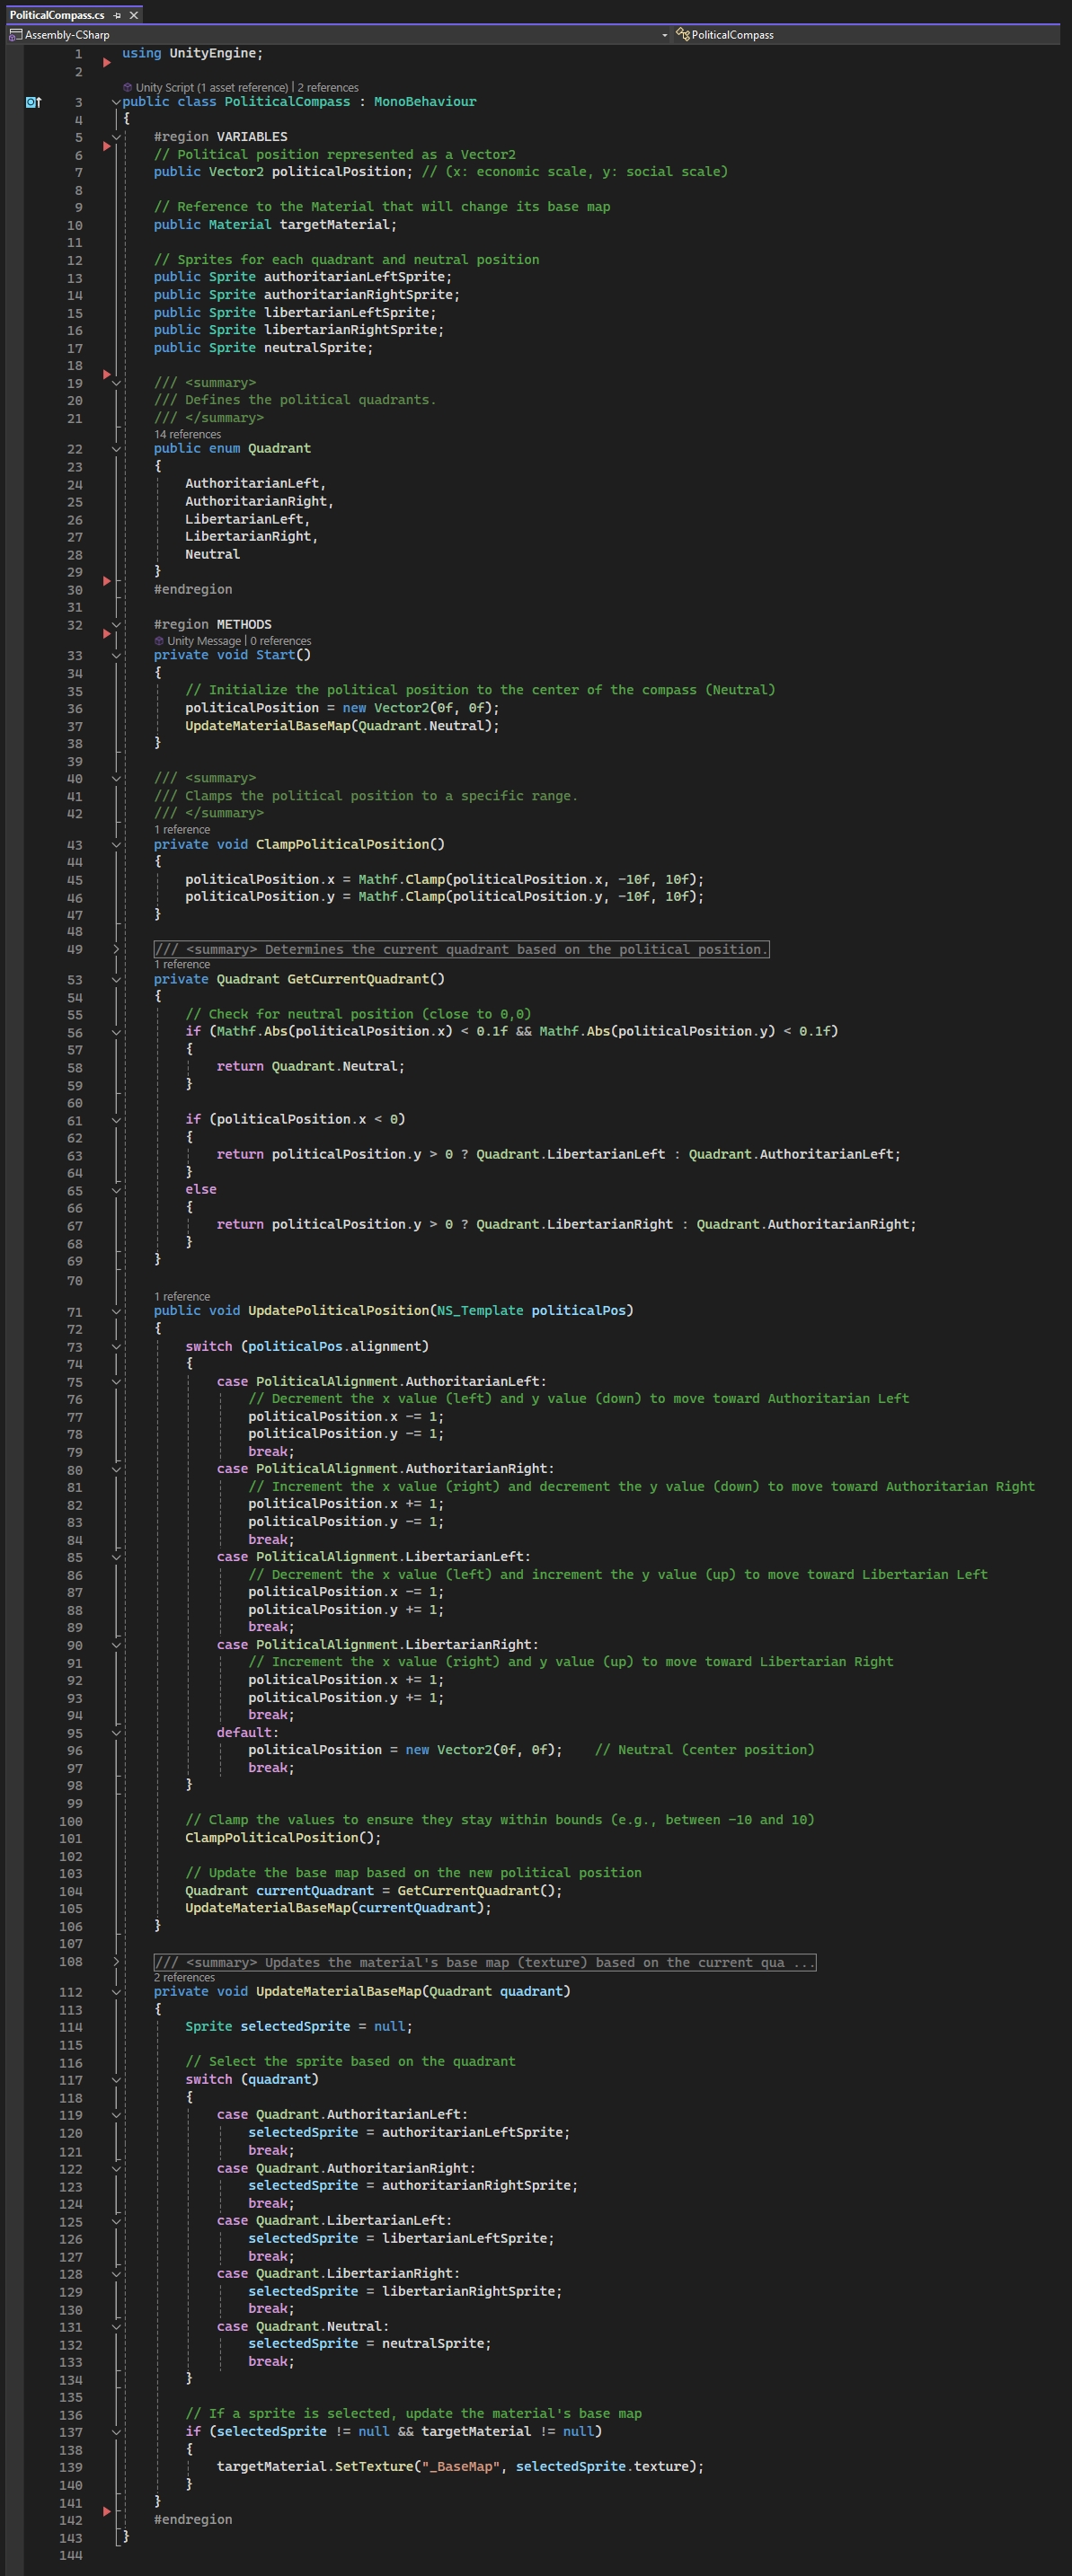 PoliticalCompass.cs
Assembly-CSharp PoliticalCompass
1 using UnityEngine;
2
Unity Script (1 asset reference) | 2 references
3 public class PoliticalCompass : MonoBehaviour
4 {
5 #region VARIABLES
6 // Political position represented as a Vector2
7 public Vector2 politicalPosition; // (x: economic scale, y: social scale)
8
9 // Reference to the Material that will change its base map
10 public Material targetMaterial;
11
12 // Sprites for each quadrant and neutral position
13 public Sprite authoritarianLeftSprite;
14 public Sprite authoritarianRightSprite;
15 public Sprite libertarianLeftSprite;
16 public Sprite libertarianRightSprite;
17 public Sprite neutralSprite;
18
19 /// <summary>
20 /// Defines the political quadrants.
21 /// </summary>
14 references
22 public enum Quadrant
23 {
24 AuthoritarianLeft,
25 AuthoritarianRight,
26 LibertarianLeft,
27 LibertarianRight,
28 Neutral
29 }
30 #endregion
31
32 #region METHODS
Unity Message | 0 references
33 private void Start()
34 {
35 // Initialize the political position to the center of the compass (Neutral)
36 politicalPosition = new Vector2(0f, 0f);
37 UpdateMaterialBaseMap(Quadrant.Neutral);
38 }
39
40 /// <summary>
41 /// Clamps the political position to a specific range.
42 /// </summary>
1 reference
43 private void ClampPoliticalPosition()
44 {
45 politicalPosition.x = Mathf.Clamp(politicalPosition.x, -10f, 10f);
46 politicalPosition.y = Mathf.Clamp(politicalPosition.y, -10f, 10f);
47 }
48
49 /// <summary> Determines the current quadrant based on the political position.
1 reference
53 private Quadrant GetCurrentQuadrant()
54 {
55 // Check for neutral position (close to 0,0)
56 if (Mathf.Abs(politicalPosition.x) < 0.1f && Mathf.Abs(politicalPosition.y) < 0.1f)
57 {
58 return Quadrant.Neutral;
59 }
60
61 if (politicalPosition.x < 0)
62 {
63 return politicalPosition.y > 0 ? Quadrant.LibertarianLeft : Quadrant.AuthoritarianLeft;
64 }
65 else
66 {
67 return politicalPosition.y > 0 ? Quadrant.LibertarianRight : Quadrant.AuthoritarianRight;
68 }
69 }
70
1 reference
71 public void UpdatePoliticalPosition(NS_Template politicalPos)
72 {
73 switch (politicalPos.alignment)
74 {
75 case PoliticalAlignment.AuthoritarianLeft:
76 // Decrement the x value (left) and y value (down) to move toward Authoritarian Left
77 politicalPosition.x -= 1;
78 politicalPosition.y -= 1;
79 break;
80 case PoliticalAlignment.AuthoritarianRight:
81 // Increment the x value (right) and decrement the y value (down) to move toward Authoritarian Right
82 politicalPosition.x += 1;
83 politicalPosition.y -= 1;
84 break;
85 case PoliticalAlignment.LibertarianLeft:
86 // Decrement the x value (left) and increment the y value (up) to move toward Libertarian Left
87 politicalPosition.x -= 1;
88 politicalPosition.y += 1;
89 break;
90 case PoliticalAlignment.LibertarianRight:
91 // Increment the x value (right) and y value (up) to move toward Libertarian Right
92 politicalPosition.x += 1;
93 politicalPosition.y += 1;
94 break;
95 default:
96 politicalPosition = new Vector2(0f, 0f); // Neutral (center position)
97 break;
98 }
99
100 // Clamp the values to ensure they stay within bounds (e.g., between -10 and 10)
101 ClampPoliticalPosition();
102
103 // Update the base map based on the new political position
104 Quadrant currentQuadrant = GetCurrentQuadrant();
105 UpdateMaterialBaseMap(currentQuadrant);
106 }
107
108 /// <summary> Updates the material's base map (texture) based on the current qua ...
2 references
112 private void UpdateMaterialBaseMap(Quadrant quadrant)
113 {
114 Sprite selectedSprite = null;
115
116 // Select the sprite based on the quadrant
117 switch (quadrant)
118 {
119 case Quadrant.AuthoritarianLeft:
120 selectedSprite = authoritarianLeftSprite;
121 break;
122 case Quadrant.AuthoritarianRight:
123 selectedSprite = authoritarianRightSprite;
124 break;
125 case Quadrant.LibertarianLeft:
126 selectedSprite = libertarianLeftSprite;
127 break;
128 case Quadrant.LibertarianRight:
129 selectedSprite = libertarianRightSprite;
130 break;
131 case Quadrant.Neutral:
132 selectedSprite = neutralSprite;
133 break;
134 }
135
136 // If a sprite is selected, update the material's base map
137 if (selectedSprite != null && targetMaterial != null)
138 {
139 targetMaterial.SetTexture("_BaseMap", selectedSprite.texture);
140 }
141 }
142 #endregion
143 }
144